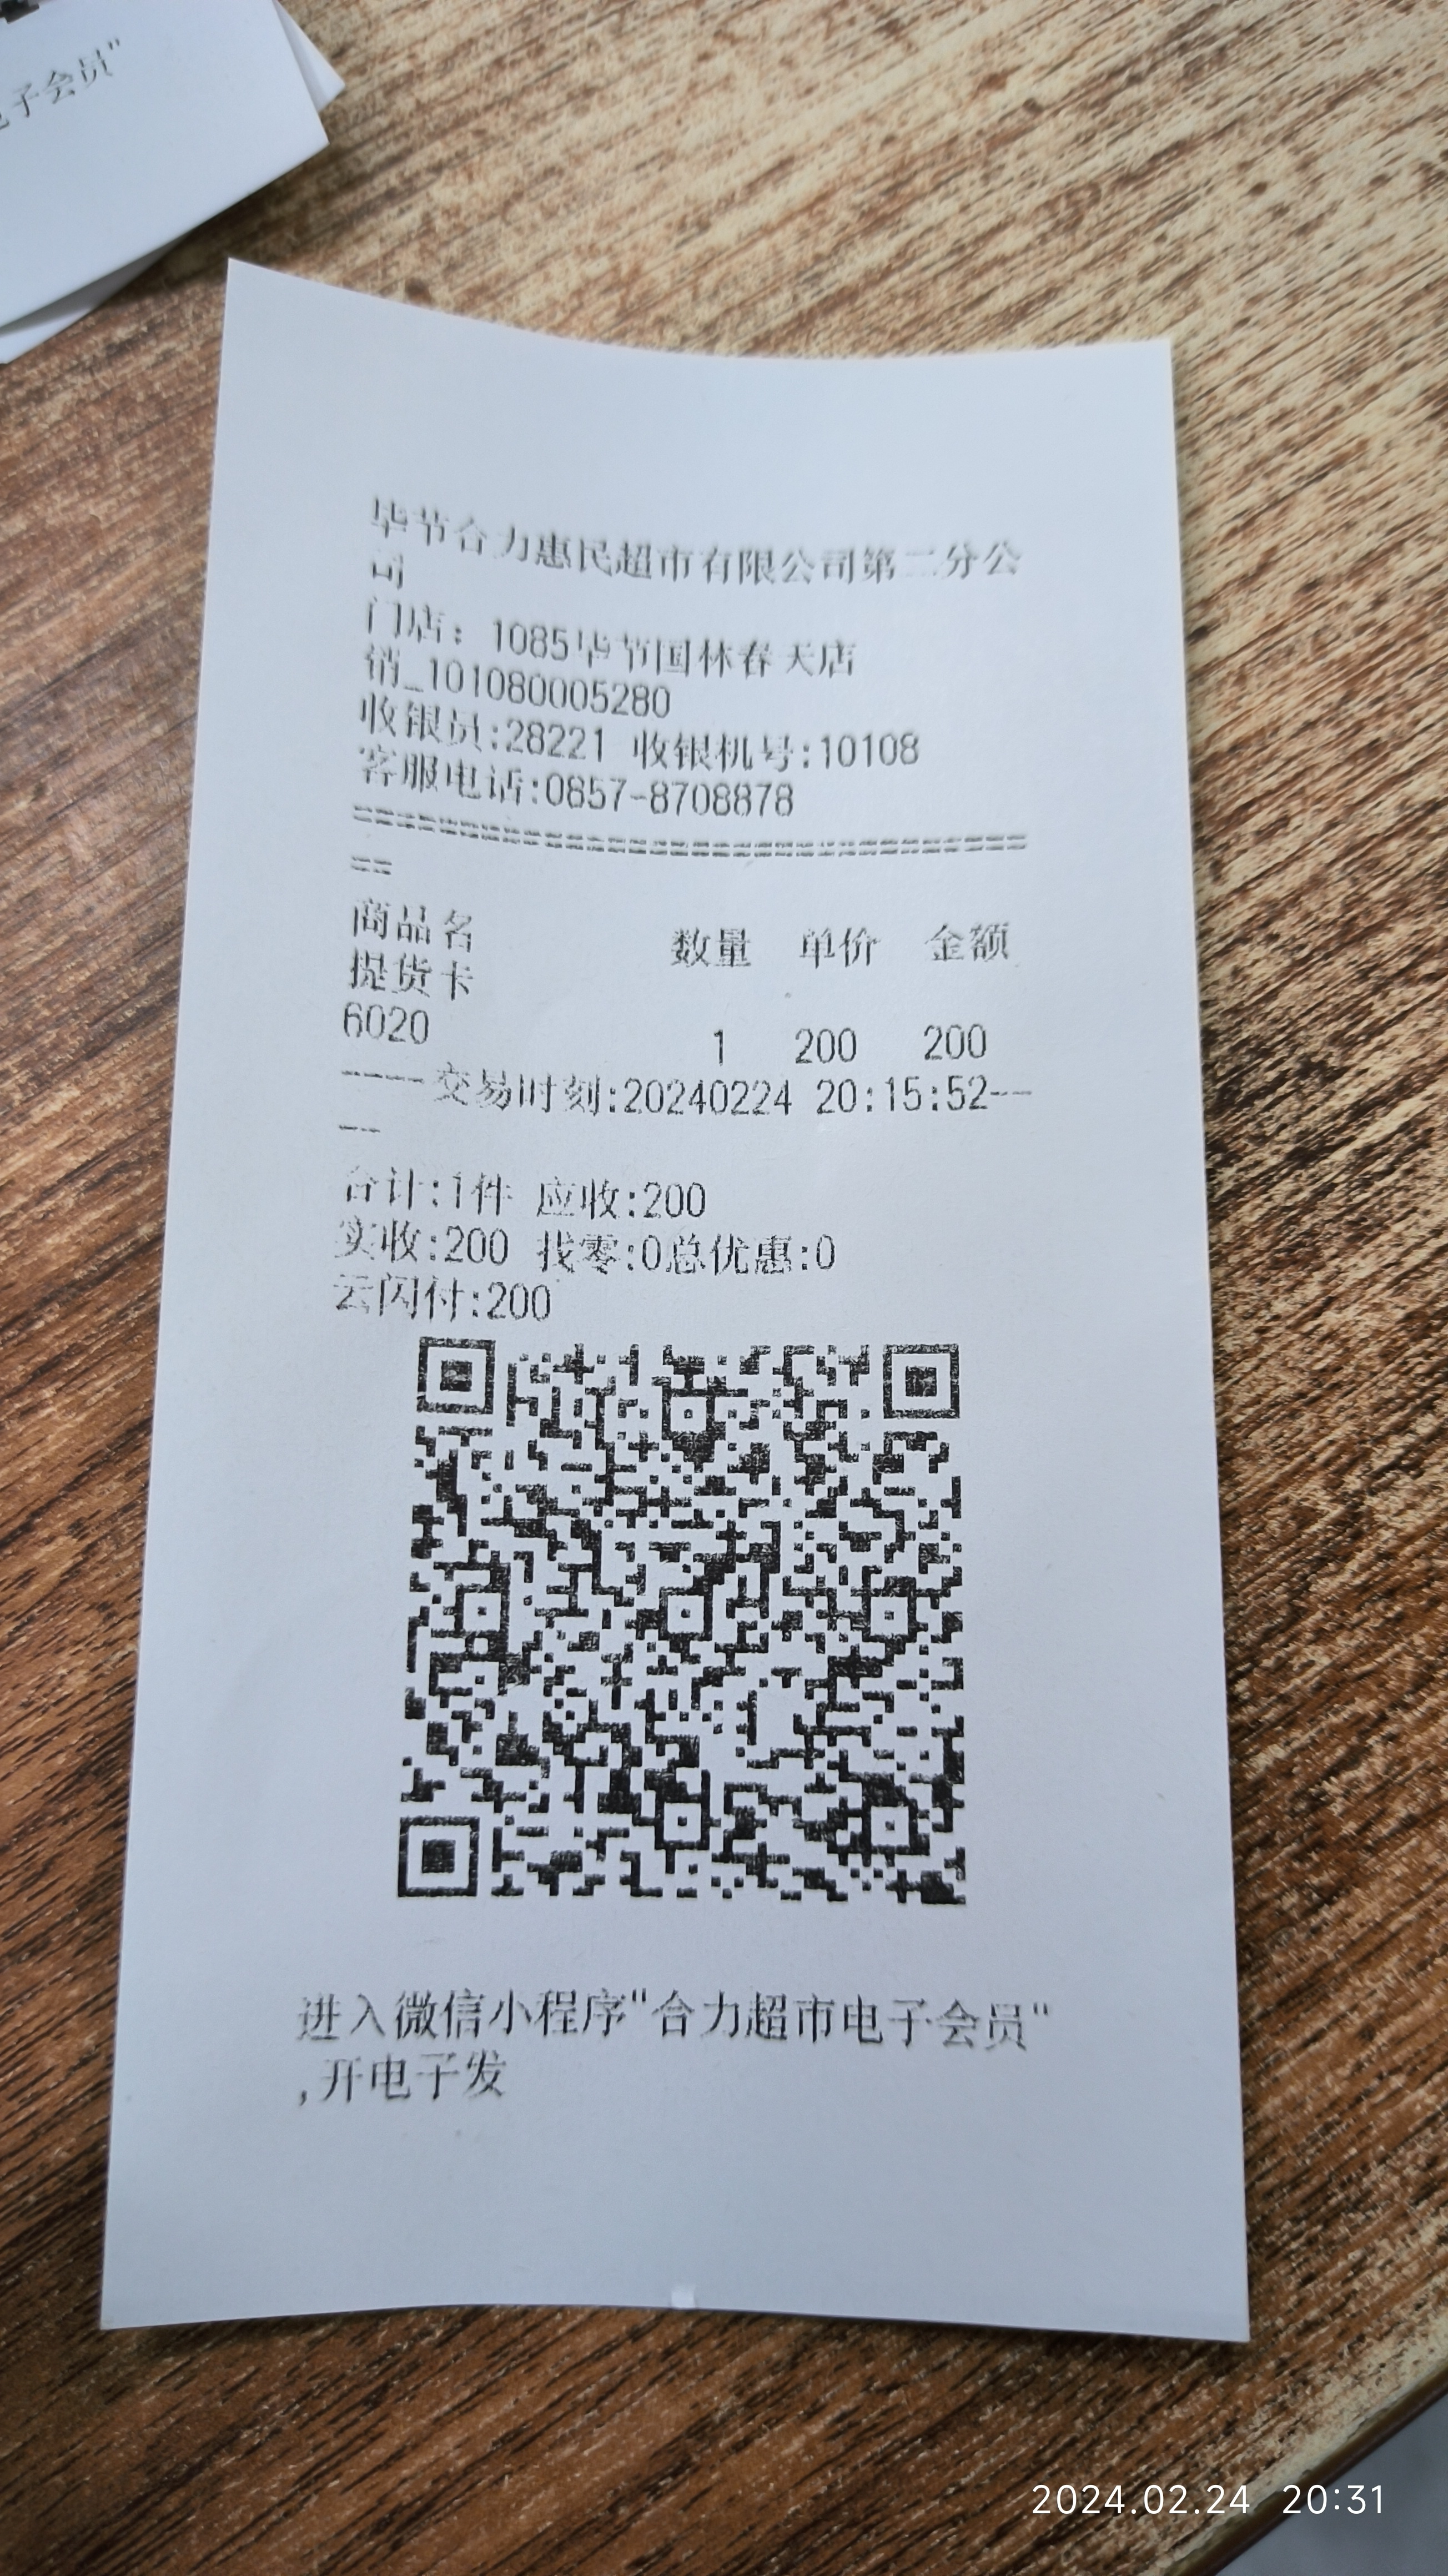 电子会员"
毕节合力惠民超市有限公司第二分公
司
门店：1085毕节国林春天店
销_101080005280
收银员:28221 收银机号:10108
客服电话:0857-8708878
================================
==
商品名 数量 单价 金额
提货卡
6020 1 200 200
----交易时刻:20240224 20:15:52--
--
合计:1件 应收:200
实收:200 找零:0总优惠:0
云闪付:200
进入微信小程序"合力超市电子会员"
,开电子发
2024.02.24 20:31